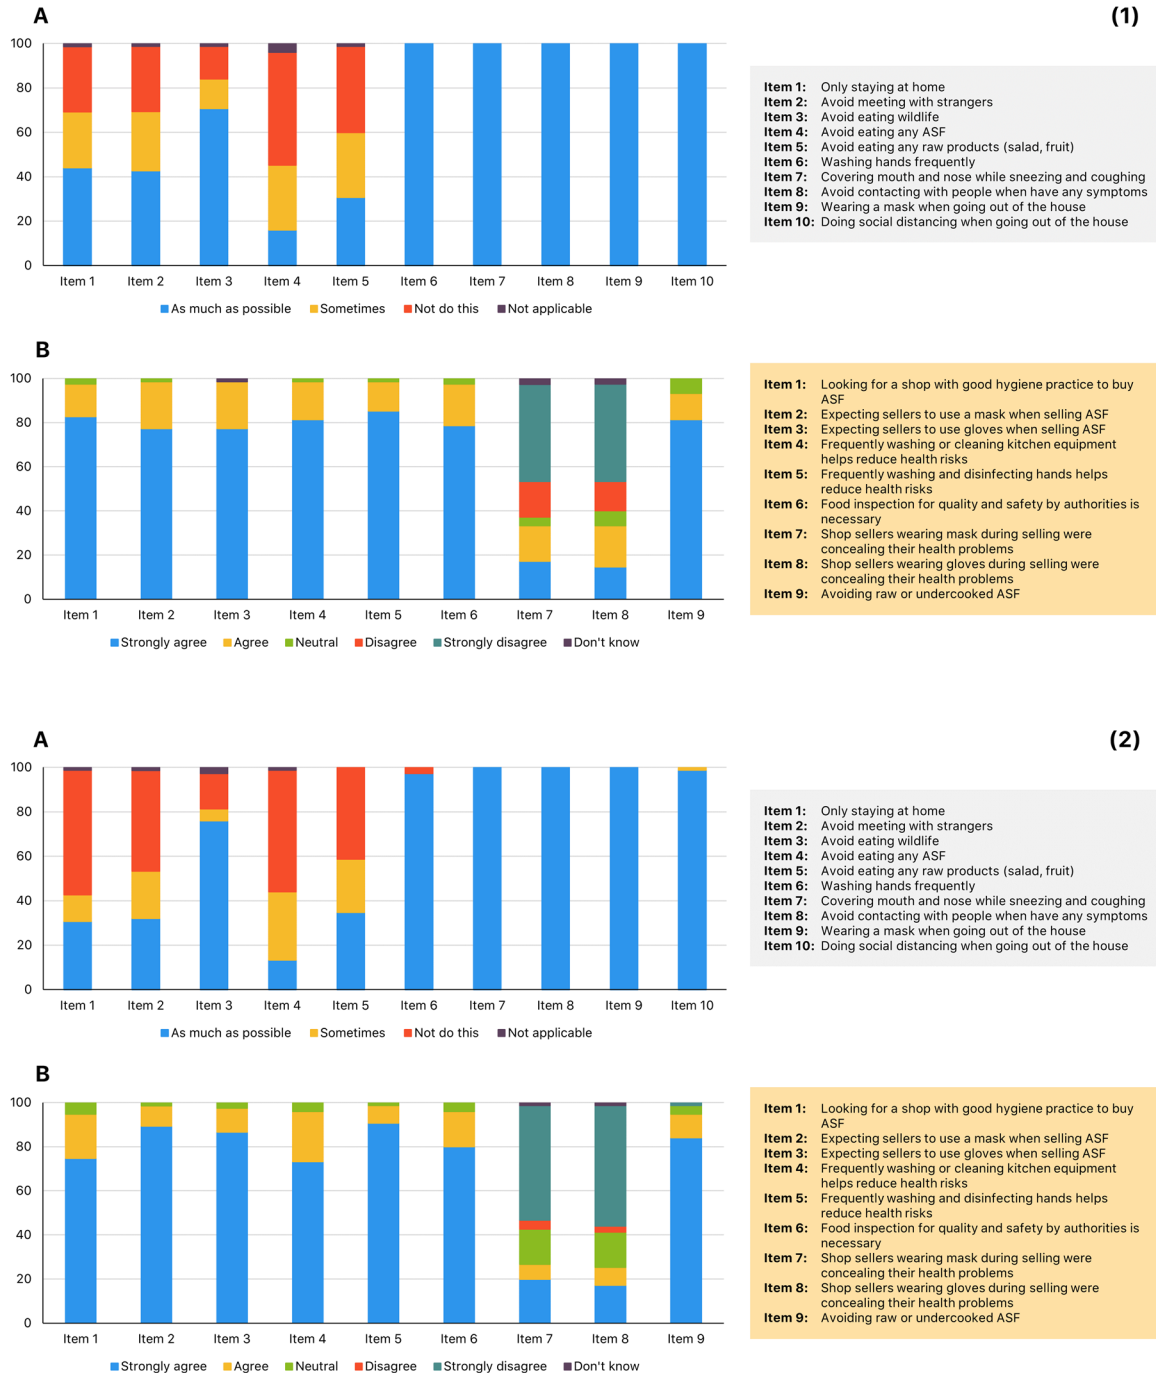 A
(1)
100
80
60
40
20
0
Item 1 Item 2 Item 3 Item 4 Item 5 Item 6 Item 7 Item 8 Item 9 Item 10
As much as possible Sometimes Not do this Not applicable
Item 1: Only staying at home
Item 2: Avoid meeting with strangers
Item 3: Avoid eating wildlife
Item 4: Avoid eating any ASF
Item 5: Avoid eating any raw products (salad, fruit)
Item 6: Washing hands frequently
Item 7: Covering mouth and nose while sneezing and coughing
Item 8: Avoid contacting with people when have any symptoms
Item 9: Wearing a mask when going out of the house
Item 10: Doing social distancing when going out of the house
B
100
80
60
40
20
0
Item 1 Item 2 Item 3 Item 4 Item 5 Item 6 Item 7 Item 8 Item 9
Strongly agree Agree Neutral Disagree Strongly disagree Don't know
Item 1: Looking for a shop with good hygiene practice to buy
ASF
Item 2: Expecting sellers to use a mask when selling ASF
Item 3: Expecting sellers to use gloves when selling ASF
Item 4: Frequently washing or cleaning kitchen equipment
helps reduce health risks
Item 5: Frequently washing and disinfecting hands helps
reduce health risks
Item 6: Food inspection for quality and safety by authorities is
necessary
Item 7: Shop sellers wearing mask during selling were
concealing their health problems
Item 8: Shop sellers wearing gloves during selling were
concealing their health problems
Item 9: Avoiding raw or undercooked ASF
A
(2)
100
80
60
40
20
0
Item 1 Item 2 Item 3 Item 4 Item 5 Item 6 Item 7 Item 8 Item 9 Item 10
As much as possible Sometimes Not do this Not applicable
Item 1: Only staying at home
Item 2: Avoid meeting with strangers
Item 3: Avoid eating wildlife
Item 4: Avoid eating any ASF
Item 5: Avoid eating any raw products (salad, fruit)
Item 6: Washing hands frequently
Item 7: Covering mouth and nose while sneezing and coughing
Item 8: Avoid contacting with people when have any symptoms
Item 9: Wearing a mask when going out of the house
Item 10: Doing social distancing when going out of the house
B
100
80
60
40
20
0
Item 1 Item 2 Item 3 Item 4 Item 5 Item 6 Item 7 Item 8 Item 9
Strongly agree Agree Neutral Disagree Strongly disagree Don't know
Item 1: Looking for a shop with good hygiene practice to buy
ASF
Item 2: Expecting sellers to use a mask when selling ASF
Item 3: Expecting sellers to use gloves when selling ASF
Item 4: Frequently washing or cleaning kitchen equipment
helps reduce health risks
Item 5: Frequently washing and disinfecting hands helps
reduce health risks
Item 6: Food inspection for quality and safety by authorities is
necessary
Item 7: Shop sellers wearing mask during selling were
concealing their health problems
Item 8: Shop sellers wearing gloves during selling were
concealing their health problems
Item 9: Avoiding raw or undercooked ASF